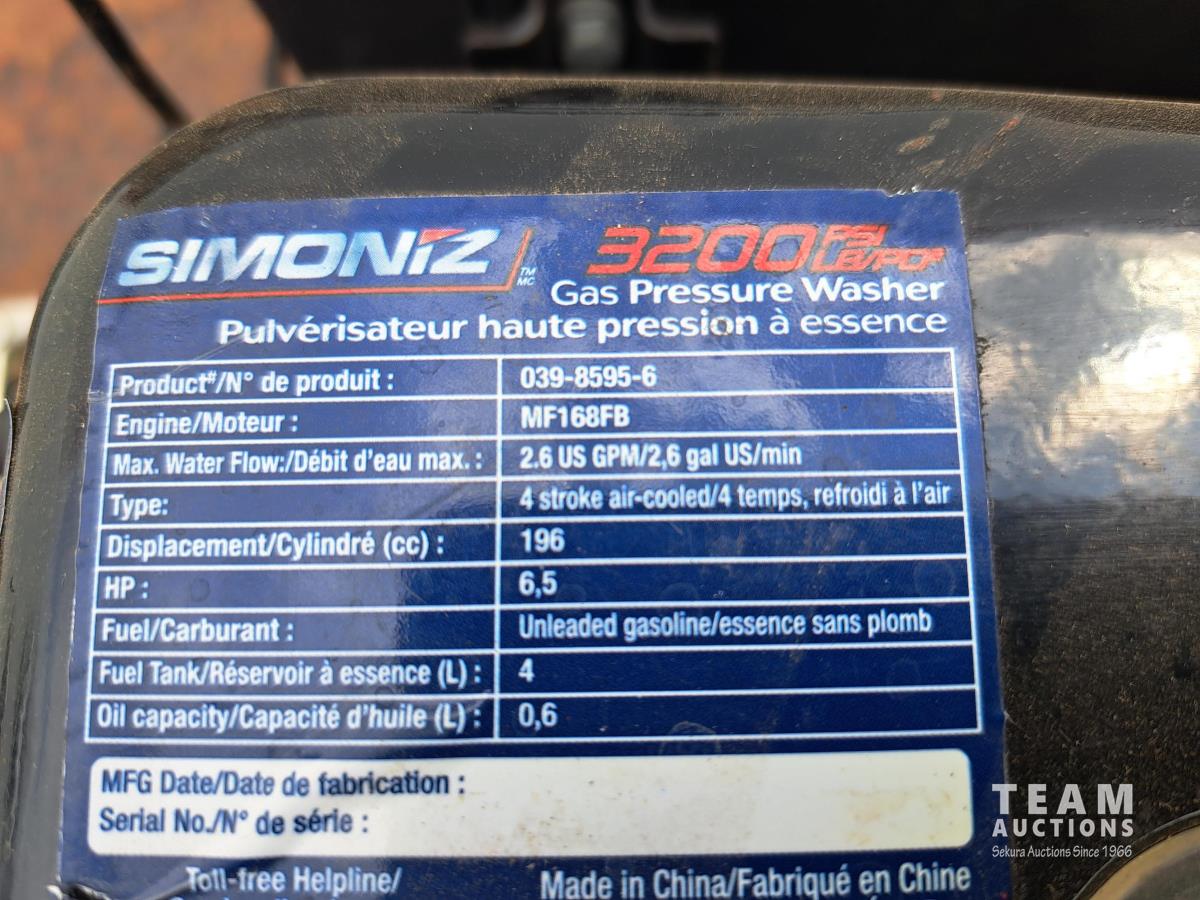 SIMONIZ TM MC 3200 PSI LB/PO²
Gas Pressure Washer
Pulvérisateur haute pression à essence
Product#/N° de produit : 039-8595-6
Engine/Moteur : MF168FB
Max. Water Flow:/Débit d'eau max. : 2.6 US GPM/2,6 gal US/min
Type: 4 stroke air-cooled/4 temps, refroidi à l'air
Displacement/Cylindré (cc) : 196
HP : 6,5
Fuel/Carburant : Unleaded gasoline/essence sans plomb
Fuel Tank/Réservoir à essence (L) : 4
Oil capacity/Capacité d'huile (L) : 0,6
MFG Date/Date de fabrication :
Serial No./N° de série :
Toll-free Helpline/ Made in China/Fabriqué en Chine
TEAM
AUCTIONS
Sekura Auctions Since 1966